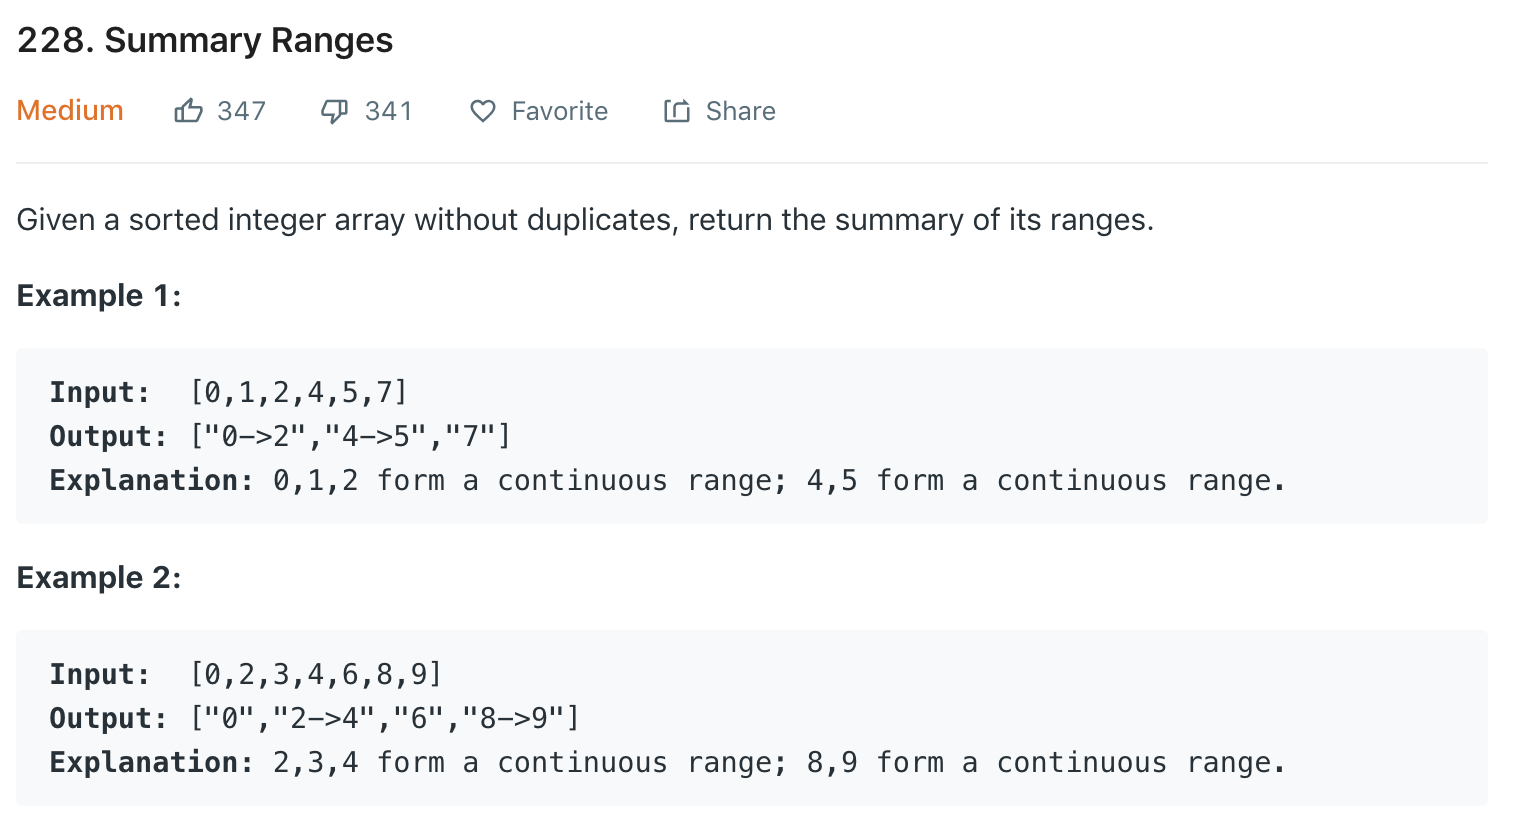 228. Summary Ranges
Medium 347 341 Favorite Share
Given a sorted integer array without duplicates, return the summary of its ranges.
Example 1:
Input:  [0,1,2,4,5,7]
Output: ["0->2","4->5","7"]
Explanation: 0,1,2 form a continuous range; 4,5 form a continuous range.
Example 2:
Input:  [0,2,3,4,6,8,9]
Output: ["0","2->4","6","8->9"]
Explanation: 2,3,4 form a continuous range; 8,9 form a continuous range.